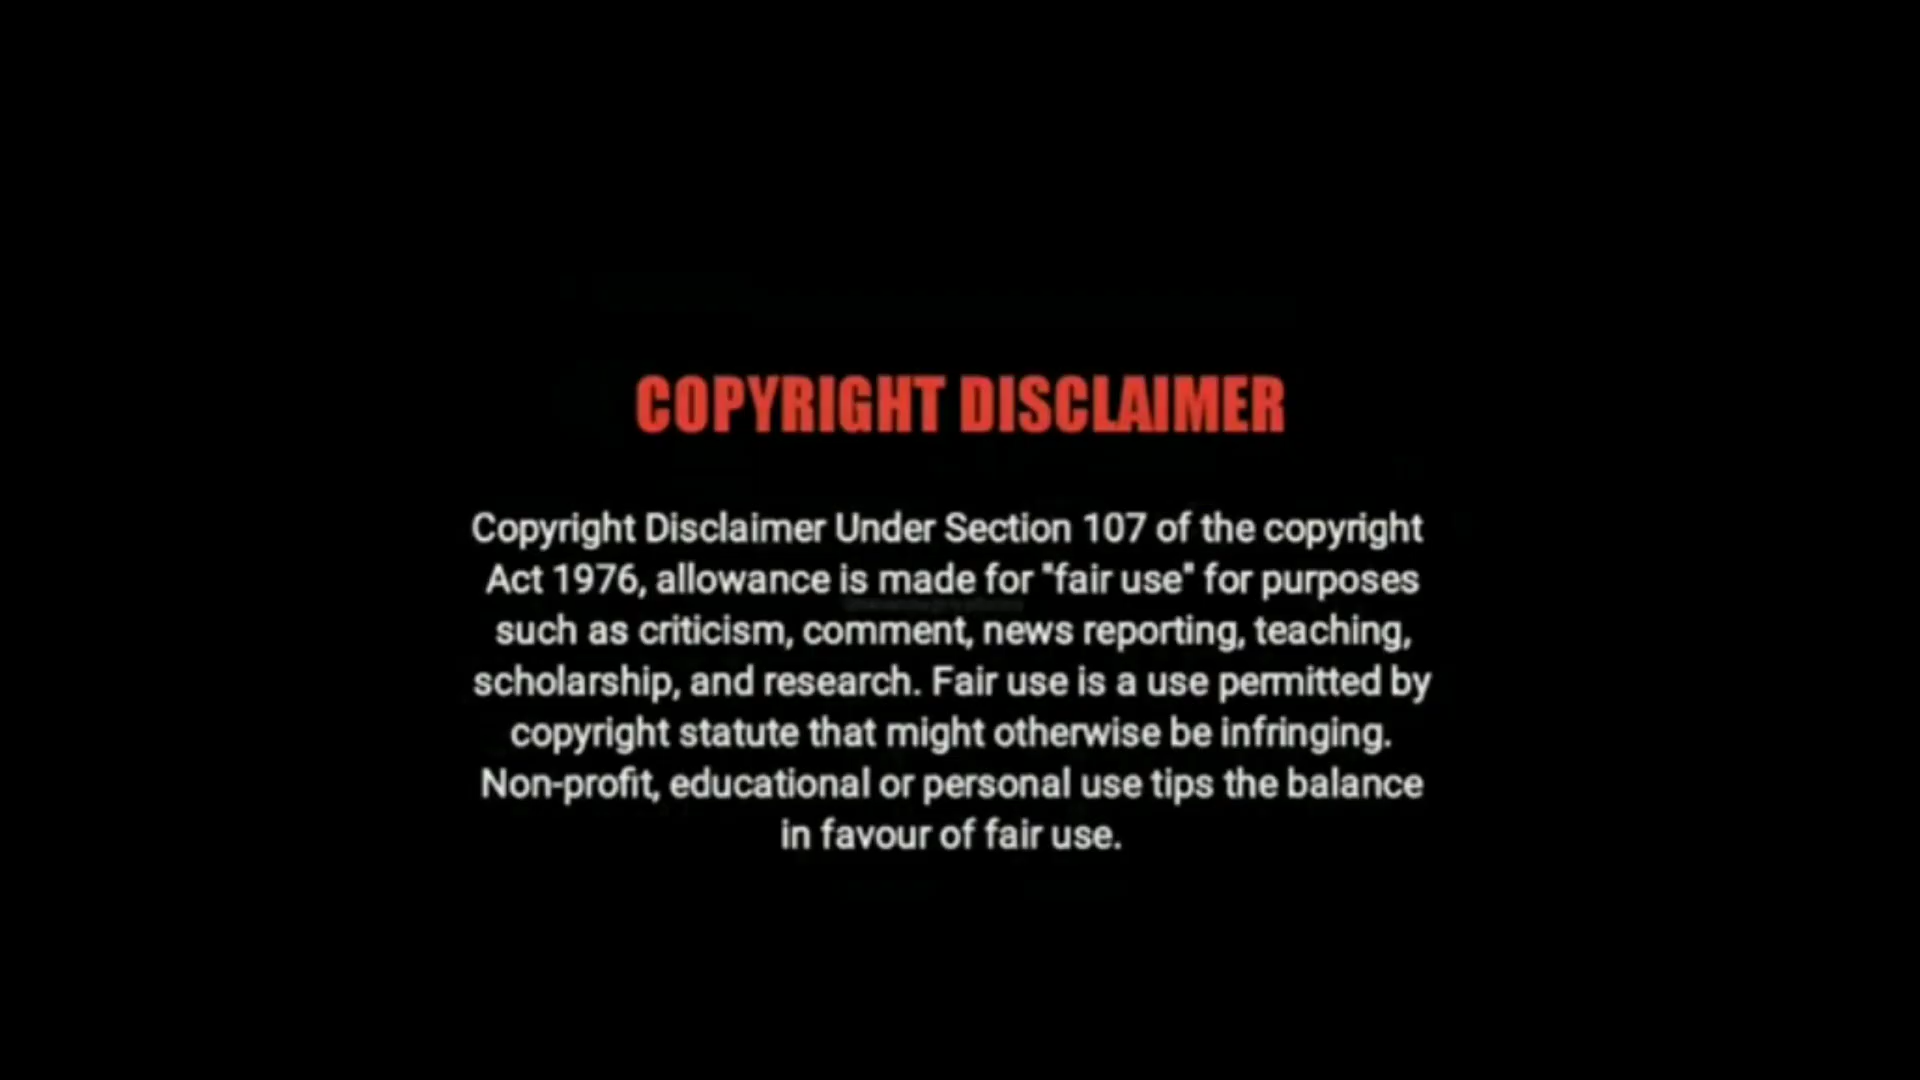 COPYRIGHT DISCLAIMER
Copyright Disclaimer Under Section 107 of the copyright
Act 1976, allowance is made for "fair use" for purposes
such as criticism, comment, news reporting, teaching,
scholarship, and research. Fair use is a use permitted by
copyright statute that might otherwise be infringing.
Non-profit, educational or personal use tips the balance
in favour of fair use.